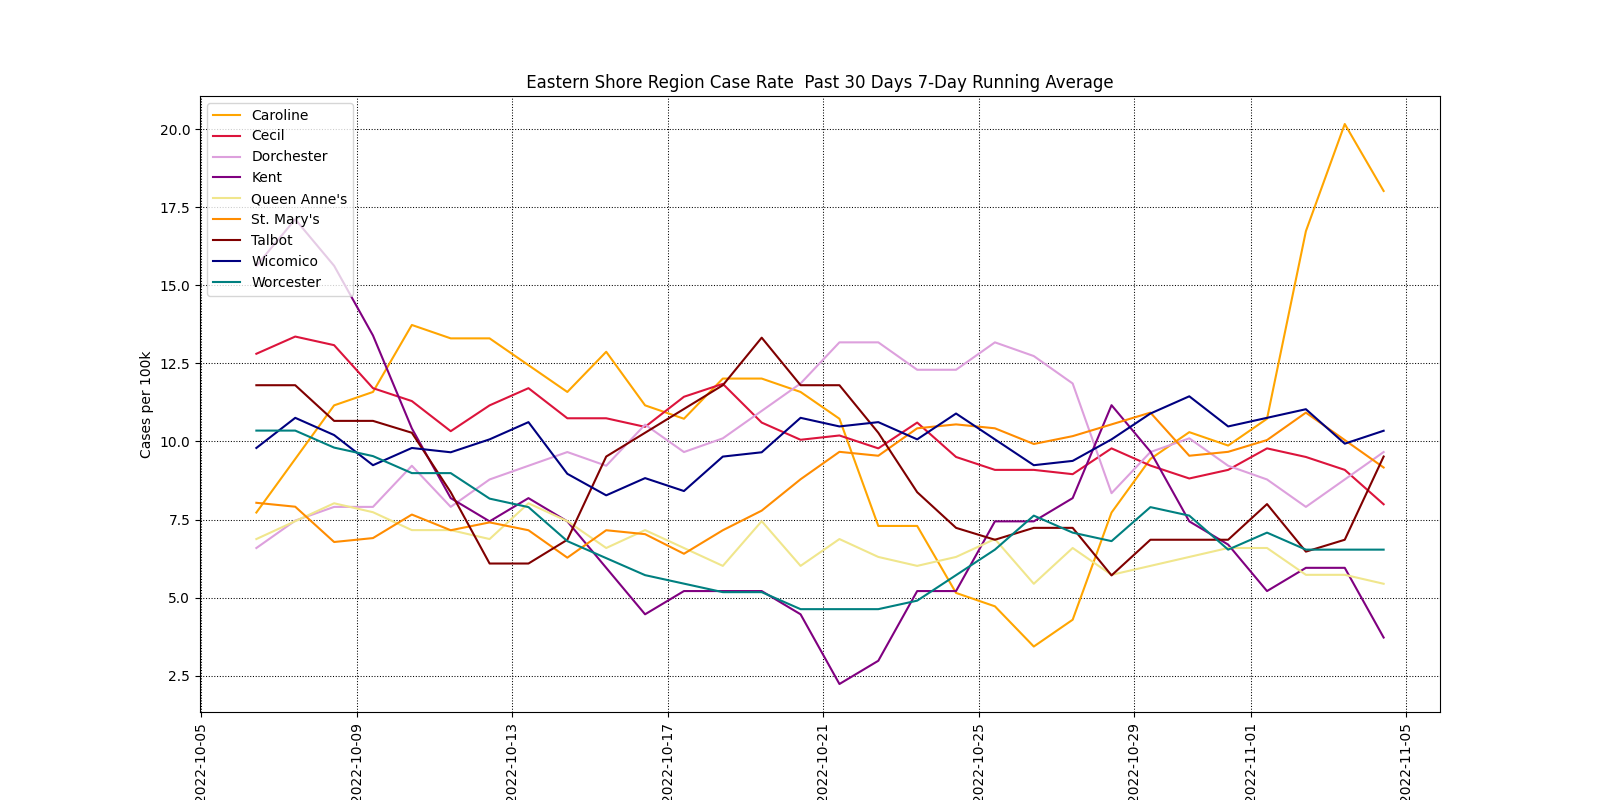 Eastern Shore Region Case Rate  Past 30 Days 7-Day Running Average
Caroline
Cecil
Dorchester
Kent
Queen Anne's
St. Mary's
Talbot
Wicomico
Worcester
Cases per 100k
20.0
17.5
15.0
12.5
10.0
7.5
5.0
2.5
2022-10-05
2022-10-09
2022-10-13
2022-10-17
2022-10-21
2022-10-25
2022-10-29
2022-11-01
2022-11-05